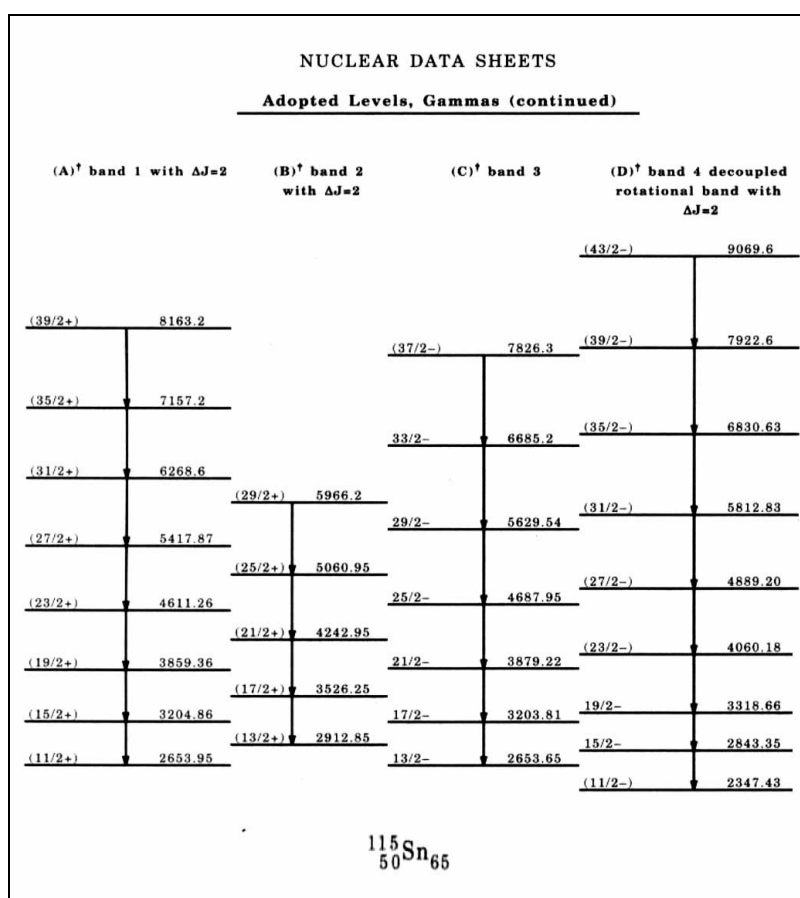 NUCLEAR DATA SHEETS
Adopted Levels, Gammas (continued)
(A)† band 1 with ΔJ=2
(B)† band 2
with ΔJ=2
(C)† band 3
(D)† band 4 decoupled
rotational band with
ΔJ=2
(39/2+) 8163.2
(35/2+) 7157.2
(31/2+) 6268.6
(27/2+) 5417.87
(23/2+) 4611.26
(19/2+) 3859.36
(15/2+) 3204.86
(11/2+) 2653.95
(29/2+) 5966.2
(25/2+) 5060.95
(21/2+) 4242.95
(17/2+) 3526.25
(13/2+) 2912.85
(37/2−) 7826.3
33/2− 6685.2
29/2− 5629.54
25/2− 4687.95
21/2− 3879.22
17/2− 3203.81
13/2− 2653.65
(43/2−) 9069.6
(39/2−) 7922.6
(35/2−) 6830.63
(31/2−) 5812.83
(27/2−) 4889.20
(23/2−) 4060.18
19/2− 3318.66
15/2− 2843.35
(11/2−) 2347.43
¹¹⁵₅₀Sn₆₅